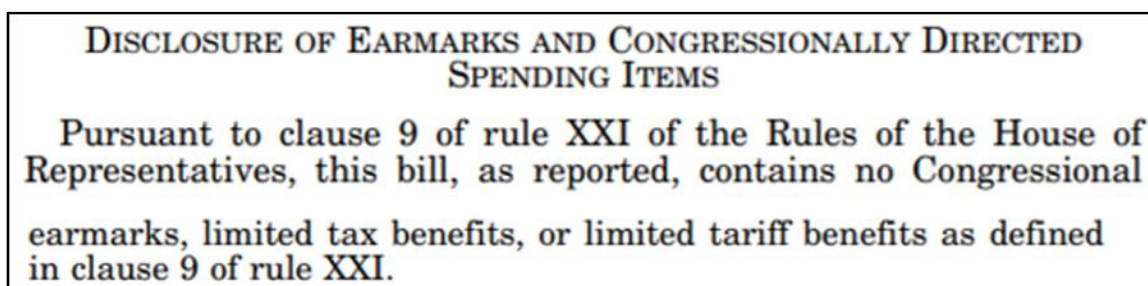 DISCLOSURE OF EARMARKS AND CONGRESSIONALLY DIRECTED
SPENDING ITEMS
Pursuant to clause 9 of rule XXI of the Rules of the House of
Representatives, this bill, as reported, contains no Congressional
earmarks, limited tax benefits, or limited tariff benefits as defined
in clause 9 of rule XXI.